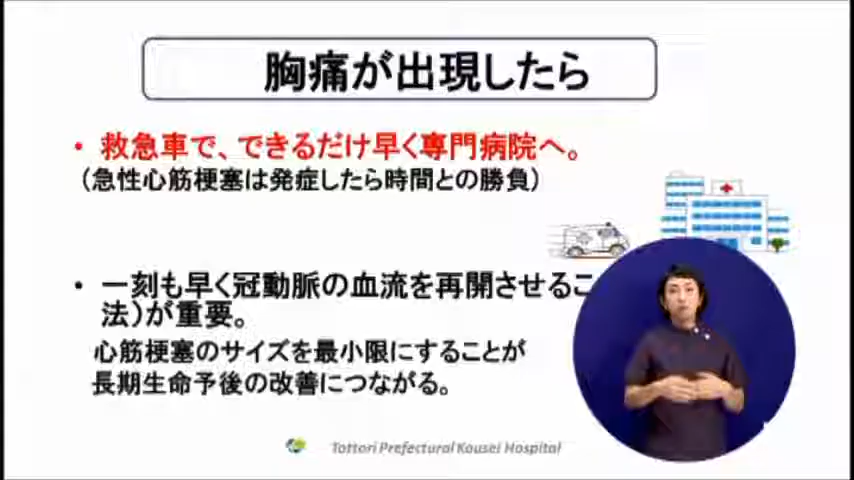 胸痛が出現したら
• 救急車で、できるだけ早く専門病院へ。
（急性心筋梗塞は発症したら時間との勝負）
• 一刻も早く冠動脈の血流を再開させるこ
法）が重要。
心筋梗塞のサイズを最小限にすることが
長期生命予後の改善につながる。
Tottori Prefectural Kousei Hospital